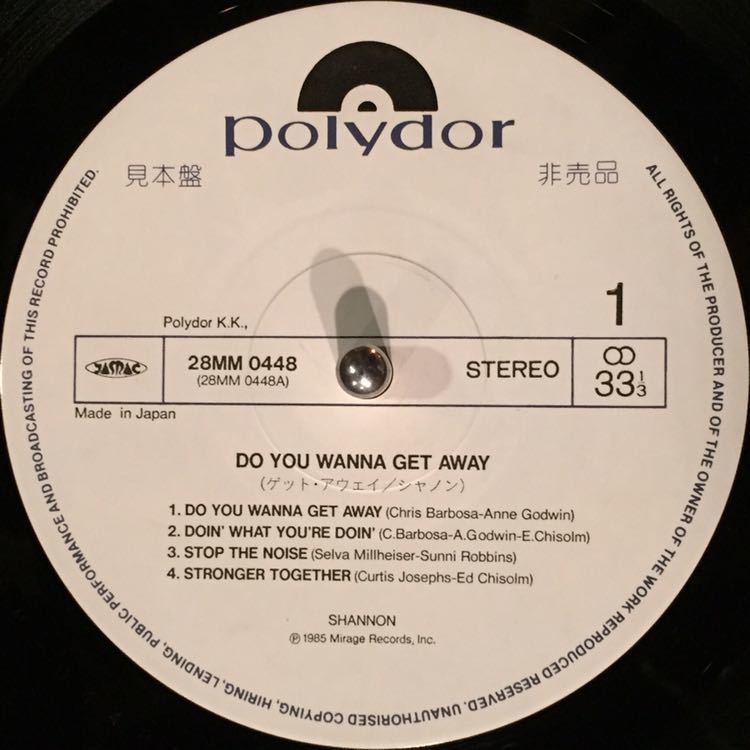 polydor
見本盤
非売品
1
Polydor K.K.,
JASRAC
28MM 0448
(28MM 0448A)
STEREO
33 1/3
Made in Japan
DO YOU WANNA GET AWAY
(ゲット・アウェイ/シャノン)
1. DO YOU WANNA GET AWAY (Chris Barbosa-Anne Godwin)
2. DOIN' WHAT YOU'RE DOIN' (C.Barbosa-A.Godwin-E.Chisolm)
3. STOP THE NOISE (Selva Millheiser-Sunni Robbins)
4. STRONGER TOGETHER (Curtis Josephs-Ed Chisolm)
SHANNON
Ⓟ 1985 Mirage Records, Inc.
ALL RIGHTS OF THE PRODUCER AND OF THE OWNER OF THE WORK REPRODUCED RESERVED. UNAUTHORISED COPYING, HIRING, LENDING, PUBLIC PERFORMANCE AND BROADCASTING OF THIS RECORD PROHIBITED.